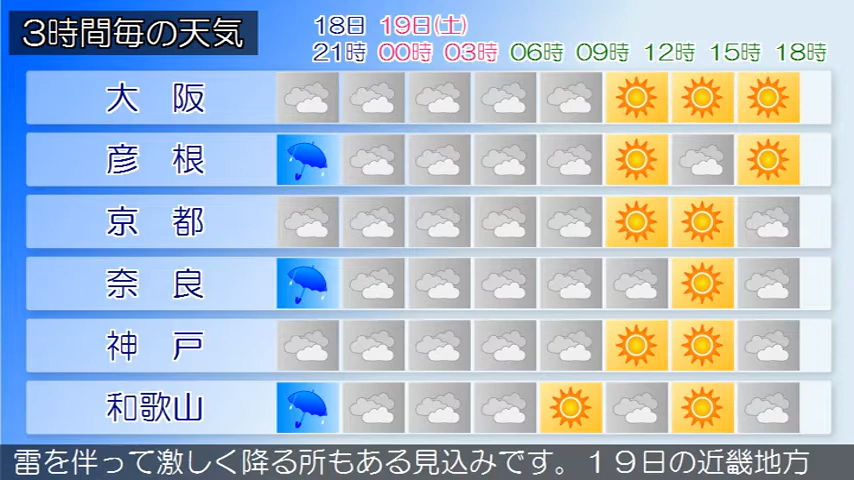 3時間毎の天気
18日 19日(土)
21時 00時 03時 06時 09時 12時 15時 18時
大 阪
彦 根
京 都
奈 良
神 戸
和歌山
雷を伴って激しく降る所もある見込みです。19日の近畿地方